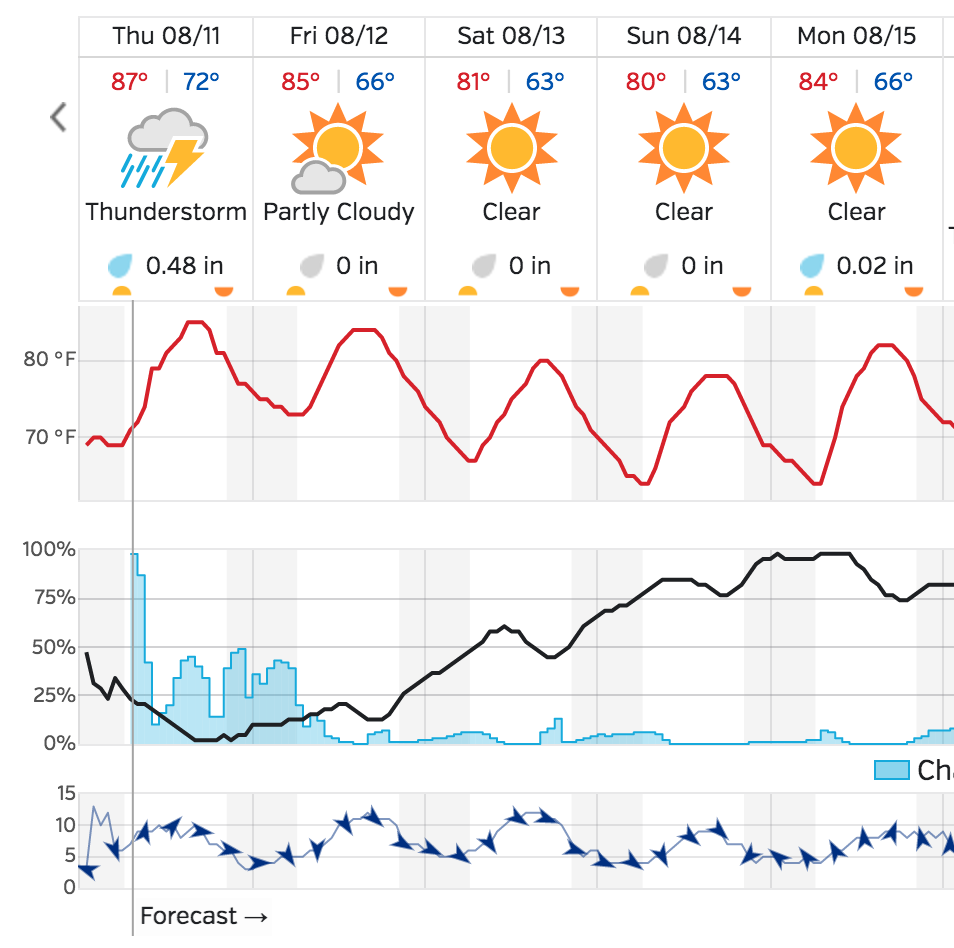 Thu 08/11 Fri 08/12 Sat 08/13 Sun 08/14 Mon 08/15
87° | 72° 85° | 66° 81° | 63° 80° | 63° 84° | 66°
Thunderstorm Partly Cloudy Clear Clear Clear
0.48 in 0 in 0 in 0 in 0.02 in
80 °F
70 °F
100%
75%
50%
25%
0%
Cha
15
10
5
0
Forecast →